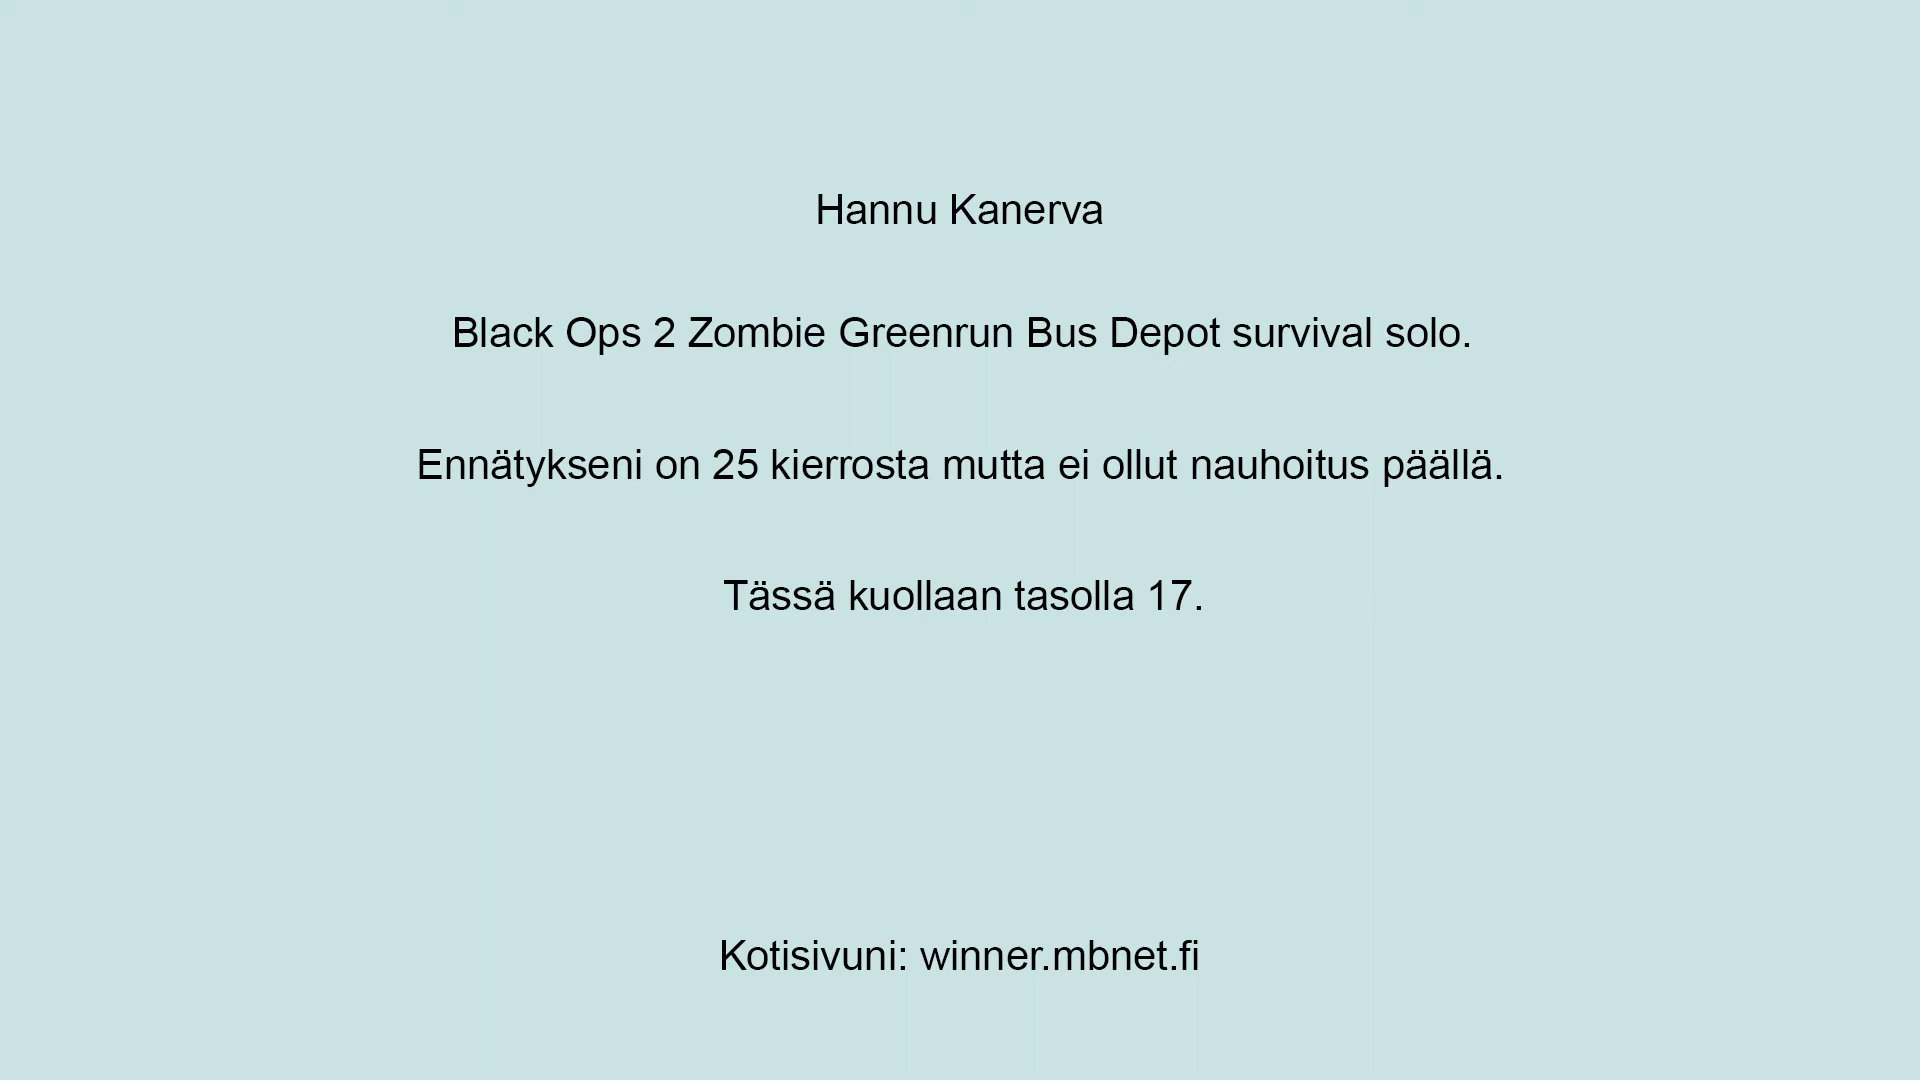 Hannu Kanerva
Black Ops 2 Zombie Greenrun Bus Depot survival solo.
Ennätykseni on 25 kierrosta mutta ei ollut nauhoitus päällä.
Tässä kuollaan tasolla 17.
Kotisivuni: winner.mbnet.fi